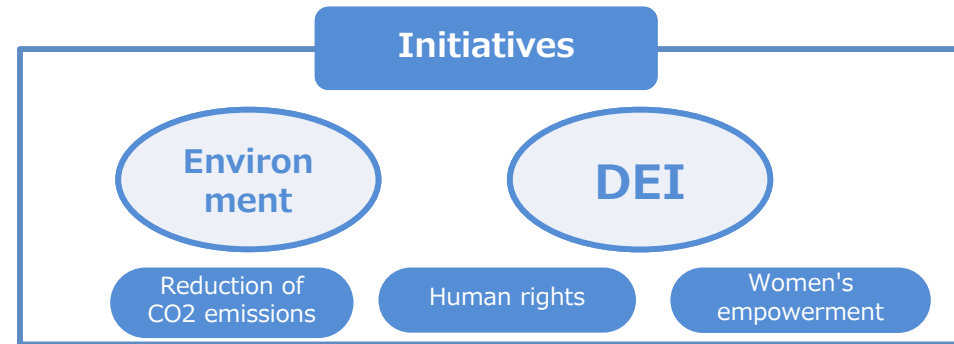 Initiatives
Environ
ment
DEI
Reduction of
CO2 emissions
Human rights
Women's
empowerment